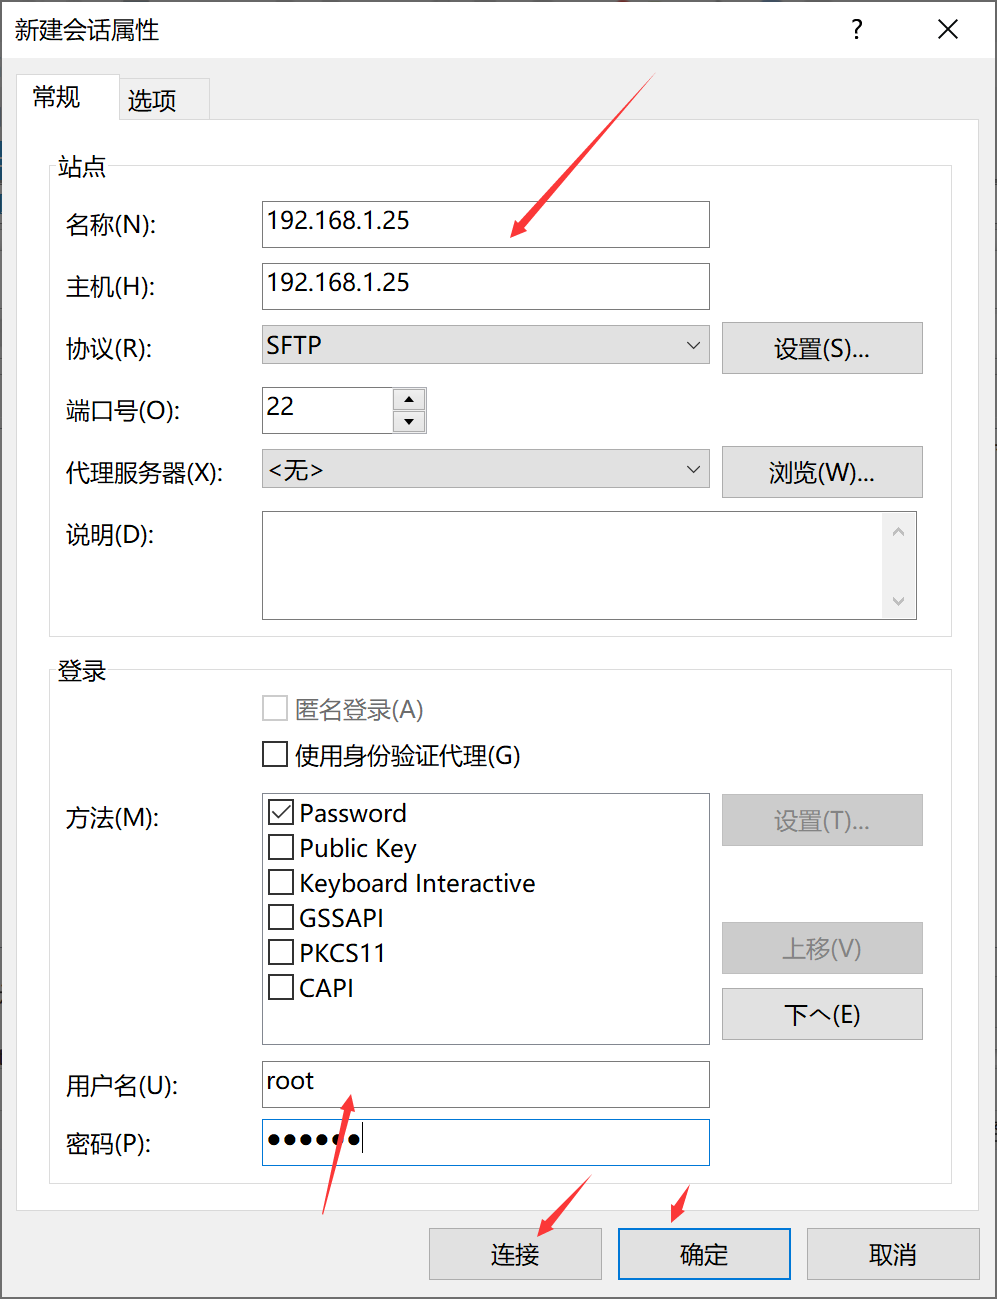 新建会话属性 ?
常规 选项
站点
名称(N): 192.168.1.25
主机(H): 192.168.1.25
协议(R): SFTP 设置(S)...
端口号(O): 22
代理服务器(X): <无> 浏览(W)...
说明(D):
登录
匿名登录(A)
使用身份验证代理(G)
方法(M): Password 设置(T)...
Public Key
Keyboard Interactive
GSSAPI
PKCS11 上移(V)
CAPI
下へ(E)
用户名(U): root
密码(P): ●●●●●●
连接 确定 取消